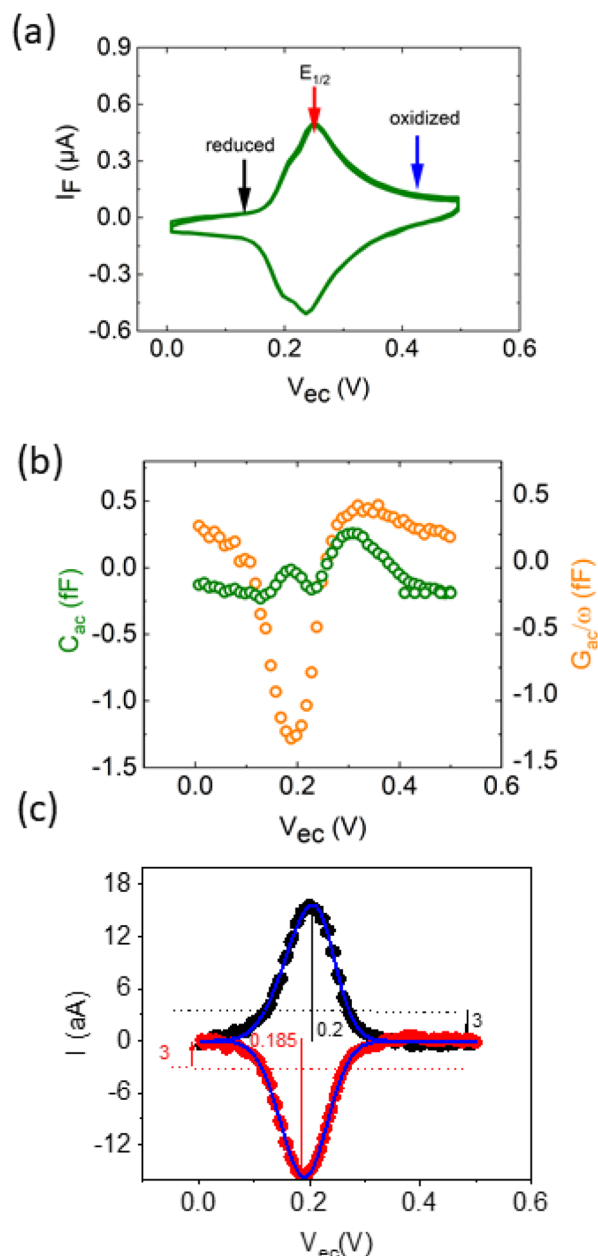 (a)
E1/2
reduced
oxidized
0.9
0.6
0.3
0.0
-0.3
-0.6
IF (µA)
0.0 0.2 0.4 0.6
Vec (V)
(b)
0.5
0.0
-0.5
-1.0
-1.5
Cac (fF)
0.5
0.0
-0.5
-1.0
-1.5
Gac/ω (fF)
0.0 0.2 0.4 0.6
Vec (V)
(c)
18
12
6
0
-6
-12
I (aA)
3
0.185
0.2
3
0.0 0.2 0.4 0.6
Vec(V)